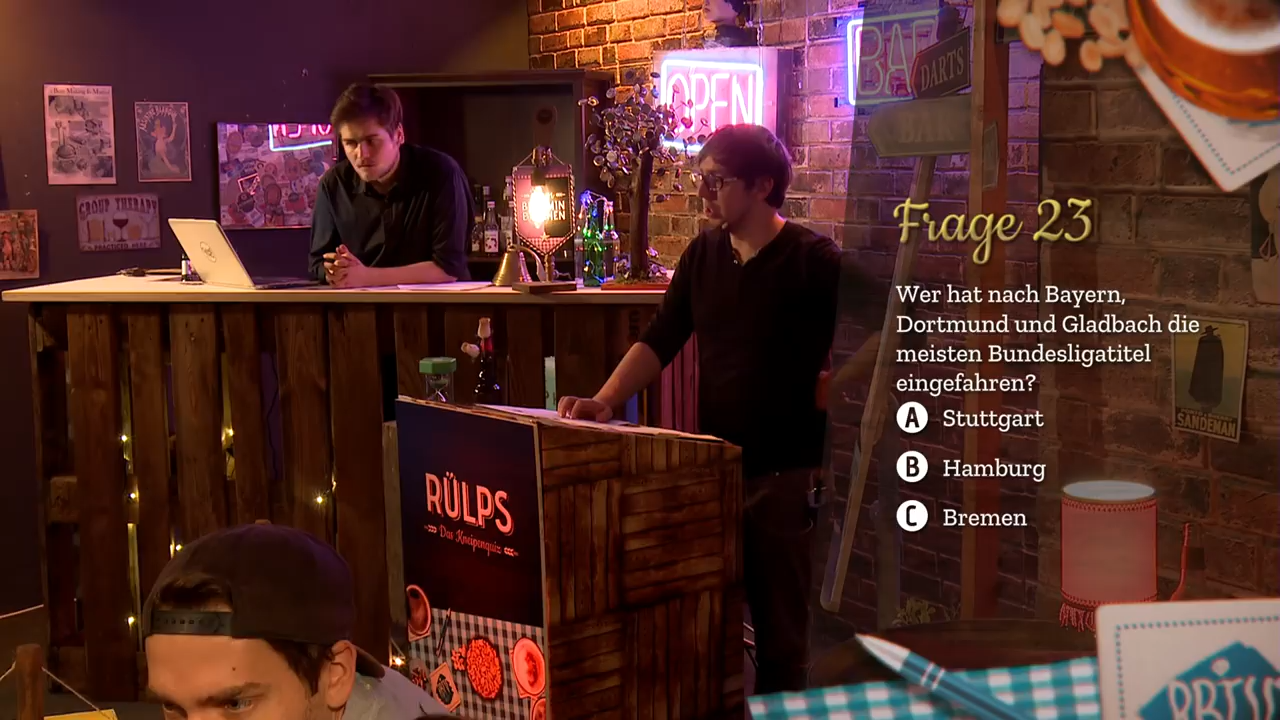 OPEN
BAR
DARTS
BAR
GROUP THERAPY
Frage 23
Wer hat nach Bayern,
Dortmund und Gladbach die
meisten Bundesligatitel
eingefahren?
A Stuttgart
B Hamburg
C Bremen
SANDEMAN
RÜLPS
Das Kneipenquiz